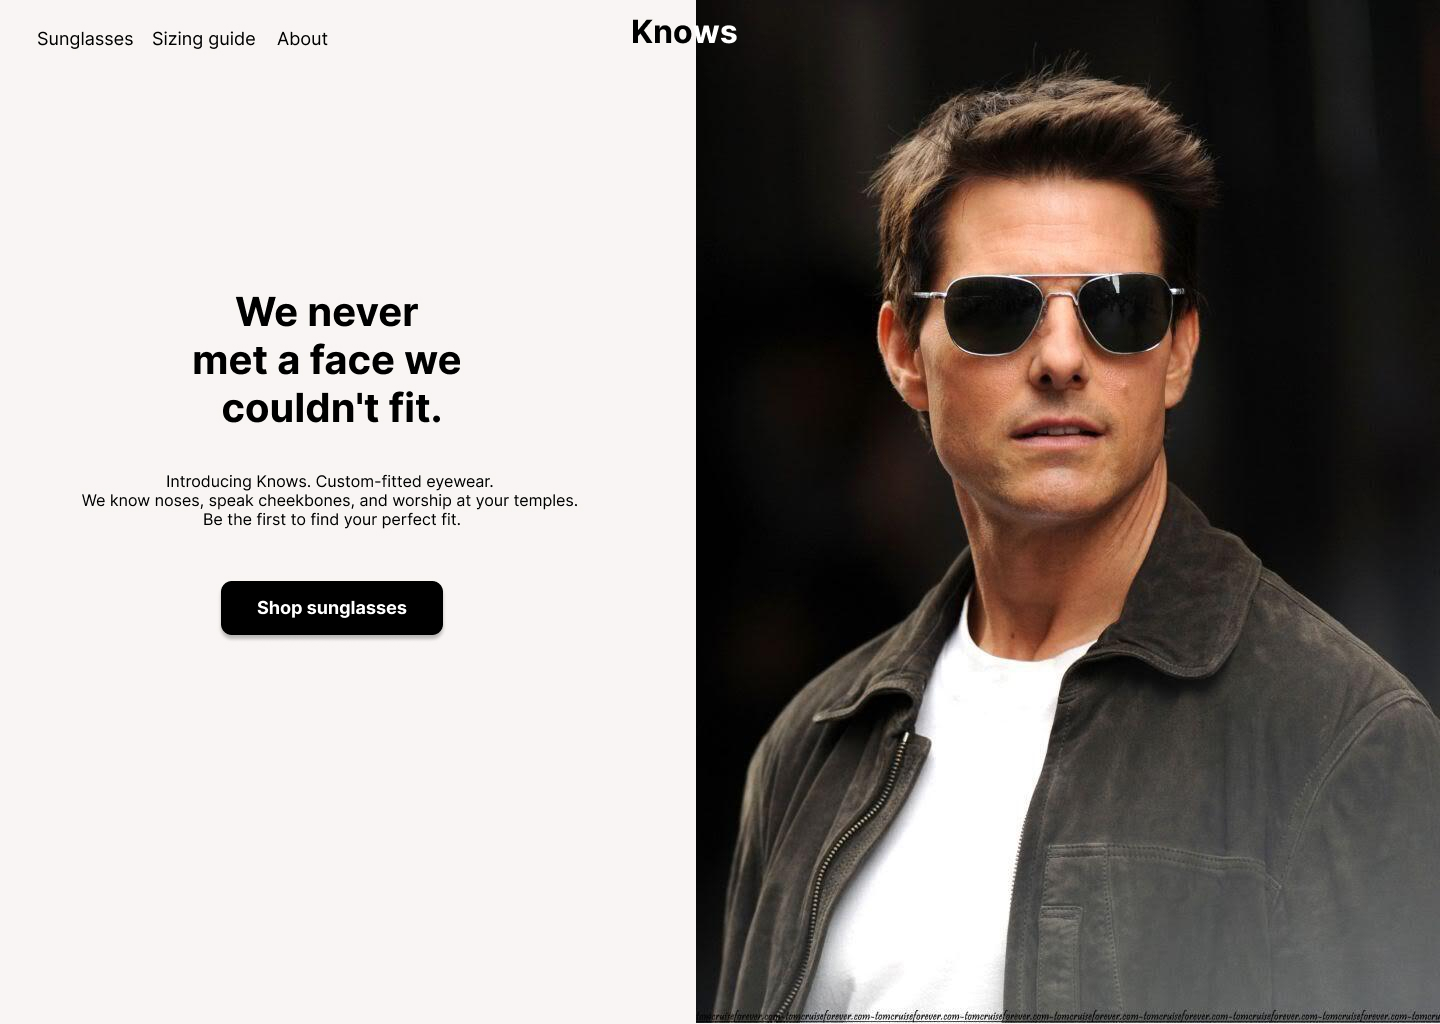 Sunglasses Sizing guide About
Knows
We never
met a face we
couldn't fit.
Introducing Knows. Custom-fitted eyewear.
We know noses, speak cheekbones, and worship at your temples.
Be the first to find your perfect fit.
Shop sunglasses
tomcruiseforever.com-tomcruiseforever.com-tomcruiseforever.com-tomcruiseforever.com-tomcruiseforever.com-tomcruiseforever.com-tomcruiseforever.com-tomcruiseforever.com-tomcru